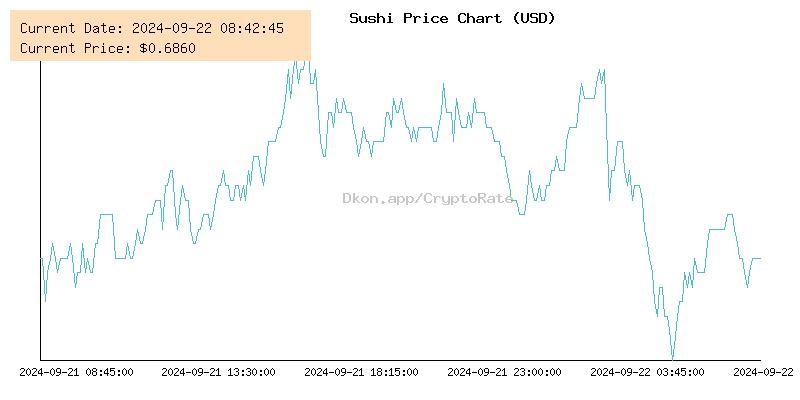 Sushi Price Chart (USD)
Current Date: 2024-09-22 08:42:45
Current Price: $0.6860
Dkon.app/CryptoRate
2024-09-21 08:45:00 2024-09-21 13:30:00 2024-09-21 18:15:00 2024-09-21 23:00:00 2024-09-22 03:45:00 2024-09-22